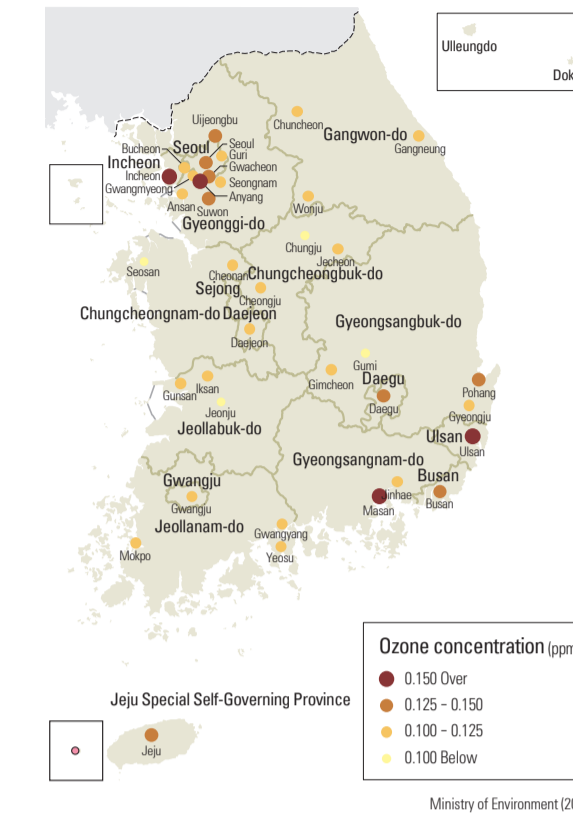 Ulleungdo
Dok
Uijeongbu
Chuncheon
Gangwon-do
Gangneung
Bucheon
Seoul
Seoul
Guri
Incheon
Gwacheon
Incheon
Seongnam
Gwangmyeong
Anyang
Ansan
Suwon
Wonju
Gyeonggi-do
Chungju
Jecheon
Seosan
Cheonan
Chungcheongbuk-do
Sejong
Cheongju
Chungcheongnam-do
Daejeon
Gyeongsangbuk-do
Daejeon
Gumi
Gimcheon
Daegu
Pohang
Iksan
Gunsan
Daegu
Gyeongju
Jeonju
Jeollabuk-do
Ulsan
Ulsan
Gyeongsangnam-do
Busan
Gwangju
Jinhae
Busan
Masan
Gwangju
Jeollanam-do
Gwangyang
Mokpo
Yeosu
Ozone concentration (ppm
0.150 Over
0.125 – 0.150
0.100 – 0.125
0.100 Below
Jeju Special Self-Governing Province
Jeju
Ministry of Environment (20